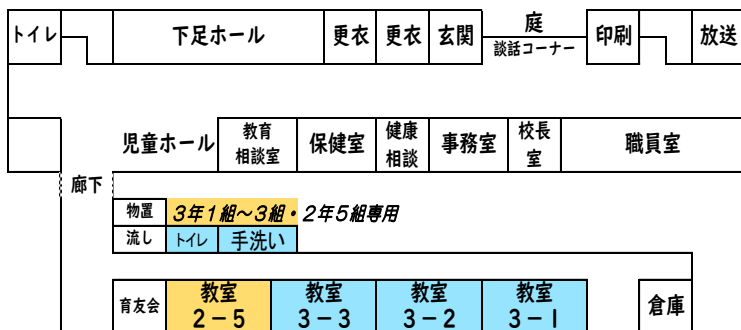 トイレ 下足ホール 更衣 更衣 玄関 庭 印刷 放送
談話コーナー
児童ホール 教育 保健室 健康 事務室 校長 職員室
相談室 相談 室
廊下
物置 3年1組〜3組・2年5組専用
流し トイレ 手洗い
育友会 教室 教室 教室 教室 倉庫
2-5 3-3 3-2 3-1